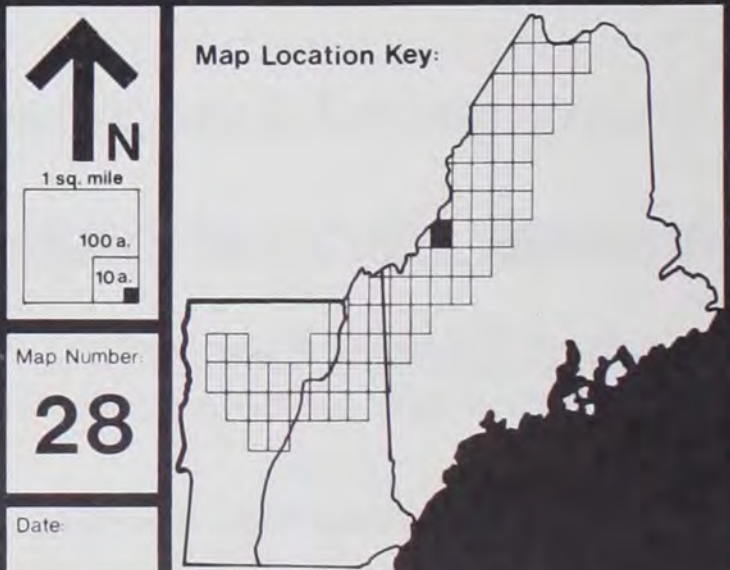 N
1 sq. mile
100 a.
10 a.
Map Location Key:
Map Number:
28
Date: